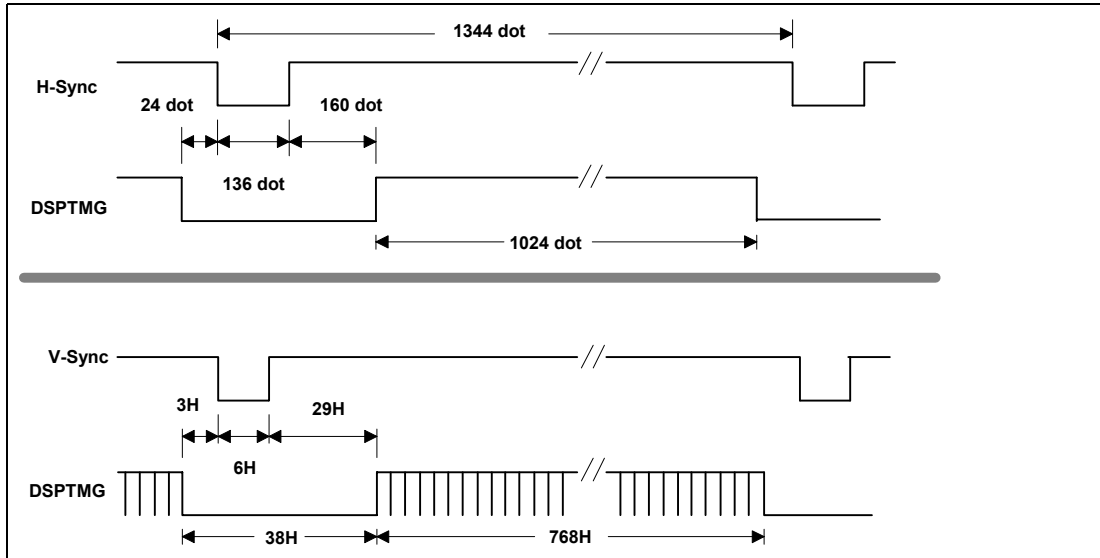 1344 dot
H-Sync
24 dot
160 dot
136 dot
DSPTMG
1024 dot
V-Sync
3H
29H
6H
DSPTMG
38H
768H